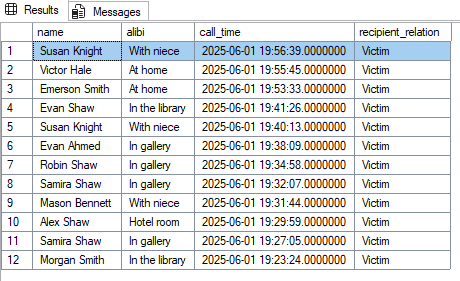 Results Messages
name alibi call_time recipient_relation
1 Susan Knight With niece 2025-06-01 19:56:39.0000000 Victim
2 Victor Hale At home 2025-06-01 19:55:45.0000000 Victim
3 Emerson Smith At home 2025-06-01 19:53:33.0000000 Victim
4 Evan Shaw In the library 2025-06-01 19:41:26.0000000 Victim
5 Susan Knight With niece 2025-06-01 19:40:13.0000000 Victim
6 Evan Ahmed In gallery 2025-06-01 19:38:09.0000000 Victim
7 Robin Shaw In gallery 2025-06-01 19:34:58.0000000 Victim
8 Samira Shaw In gallery 2025-06-01 19:32:07.0000000 Victim
9 Mason Bennett With niece 2025-06-01 19:31:44.0000000 Victim
10 Alex Shaw Hotel room 2025-06-01 19:29:59.0000000 Victim
11 Samira Shaw In gallery 2025-06-01 19:27:05.0000000 Victim
12 Morgan Smith In the library 2025-06-01 19:23:24.0000000 Victim